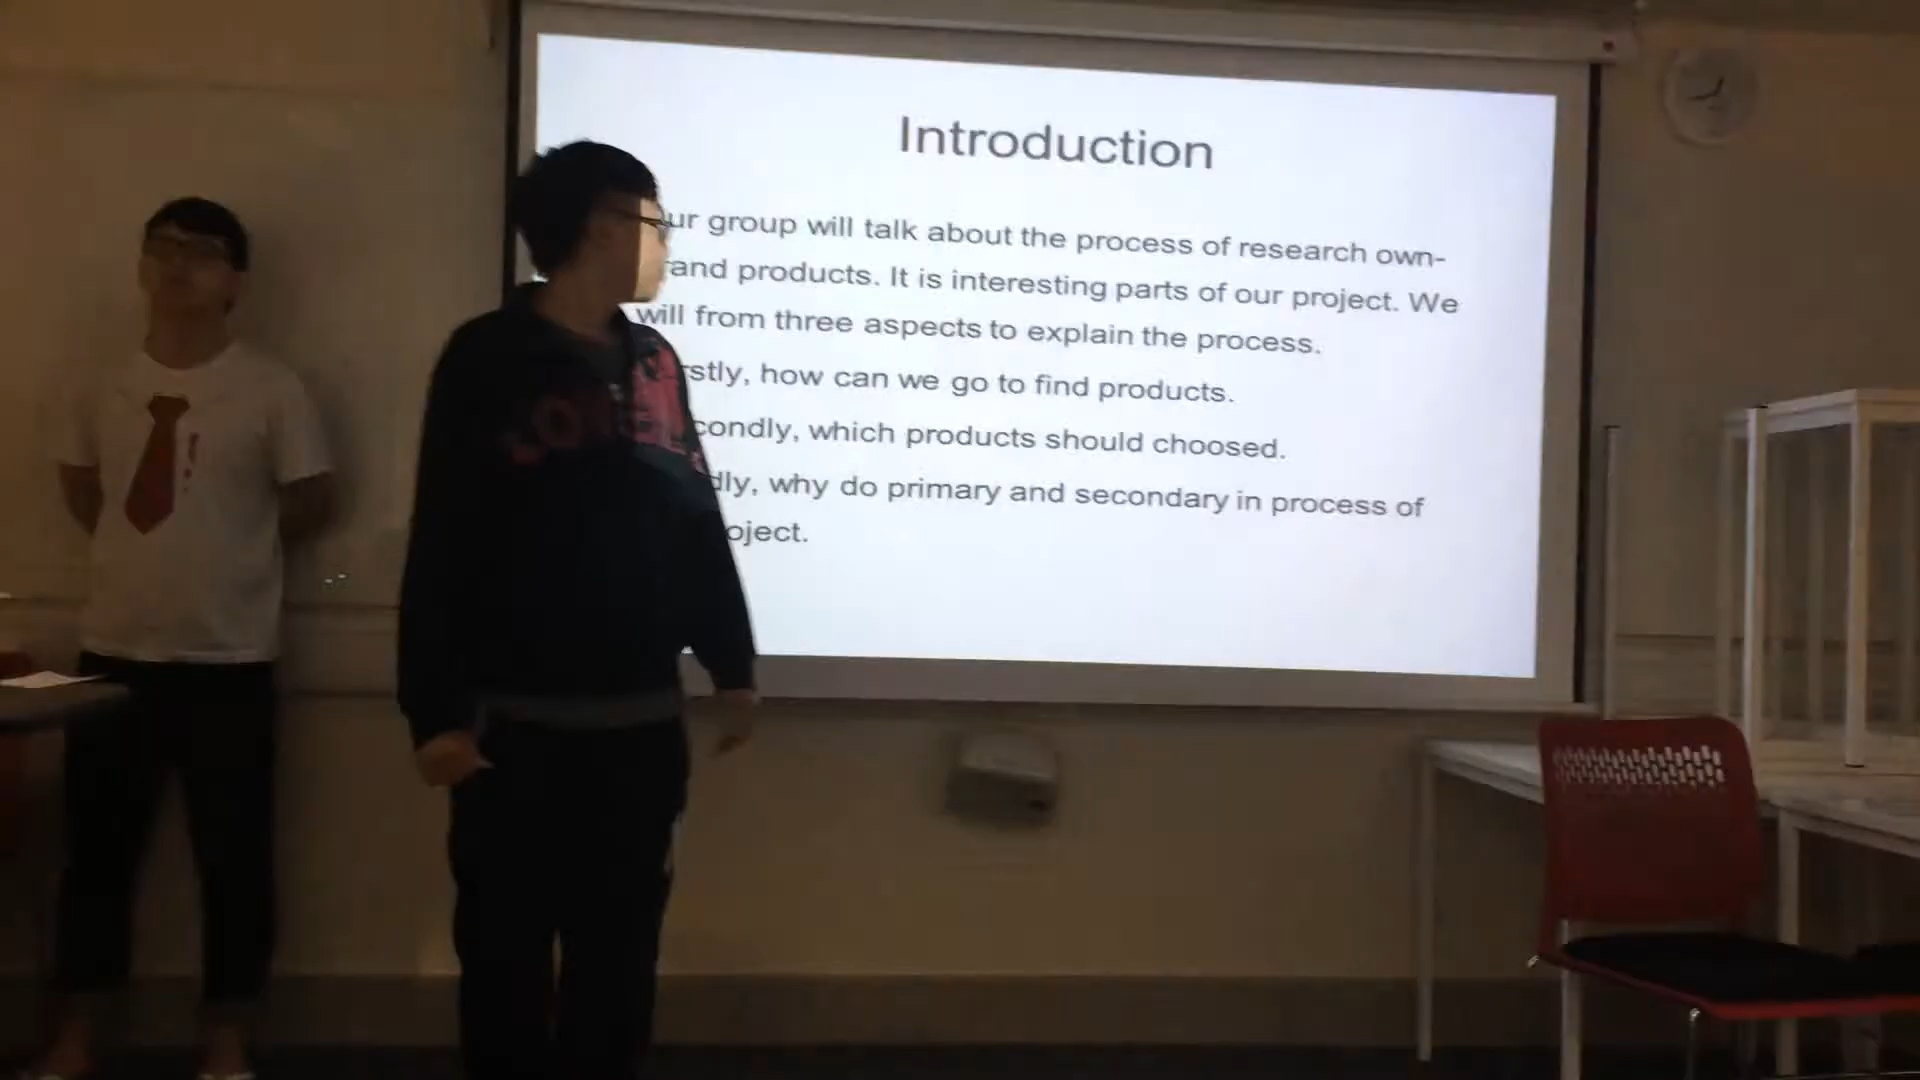 Introduction
ur group will talk about the process of research own-
rand products. It is interesting parts of our project. We
will from three aspects to explain the process.
rstly, how can we go to find products.
condly, which products should choosed.
dly, why do primary and secondary in process of
oject.